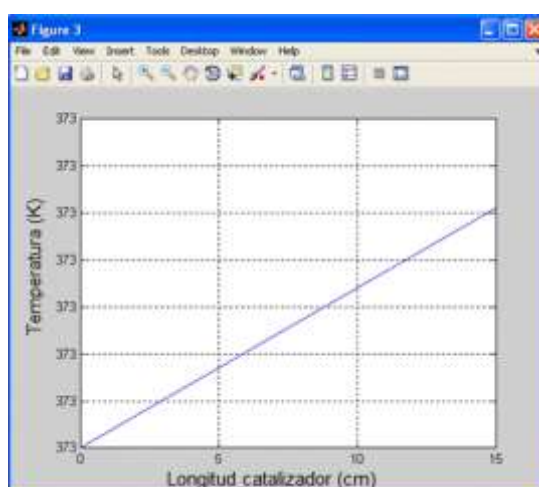 Figure 3
File Edit View Insert Tools Desktop Window Help
373
373
373
373
373
373
373
373
0 5 10 15
Temperatura (K)
Longitud catalizador (cm)